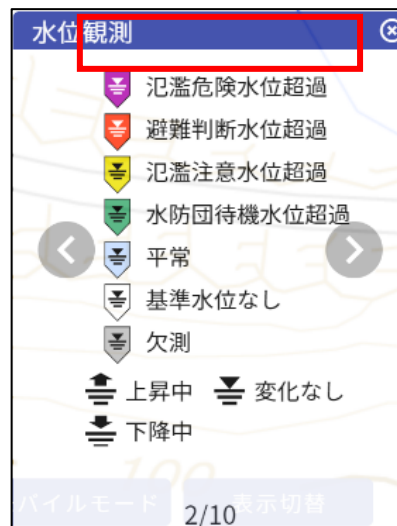 水位観測
氾濫危険水位超過
避難判断水位超過
氾濫注意水位超過
水防団待機水位超過
平常
基準水位なし
欠測
上昇中 変化なし
下降中
100
バイルモード 表示切替
2/10